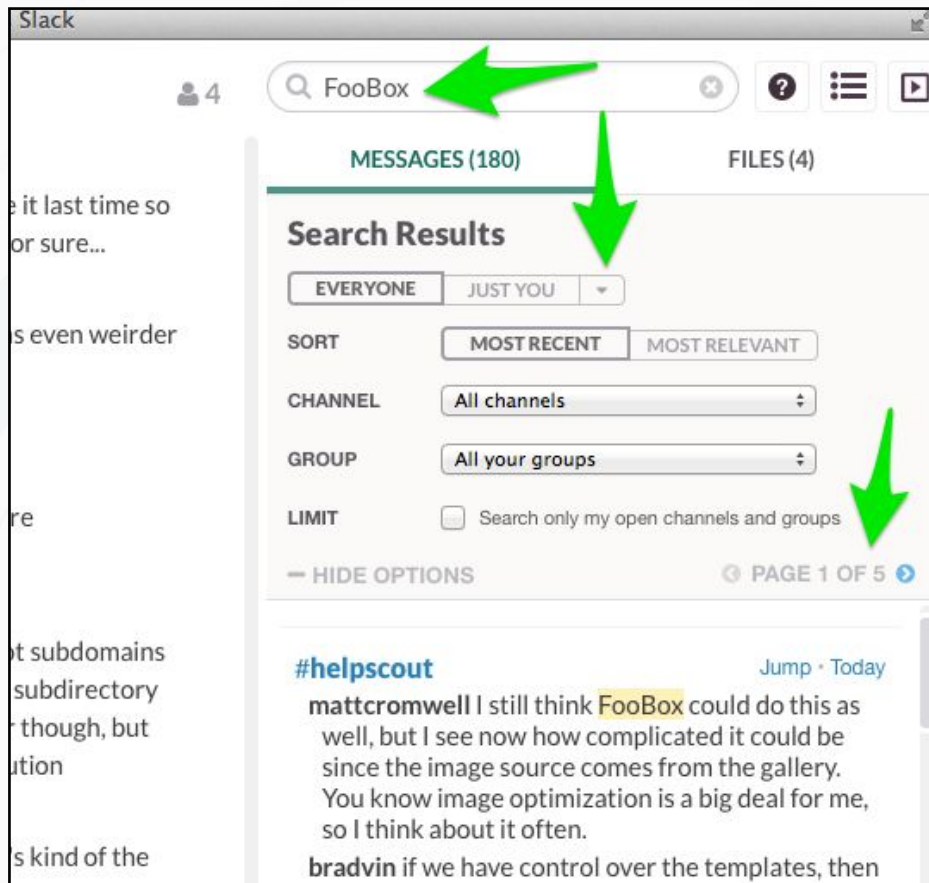 Slack
4
FooBox
MESSAGES (180)
FILES (4)
e it last time so
or sure...
s even weirder
re
ot subdomains
subdirectory
r though, but
ution
's kind of the
Search Results
EVERYONE
JUST YOU
SORT
MOST RECENT
MOST RELEVANT
CHANNEL
All channels
GROUP
All your groups
LIMIT
Search only my open channels and groups
HIDE OPTIONS
PAGE 1 OF 5
#helpscout
Jump · Today
mattcromwell I still think FooBox could do this as
well, but I see now how complicated it could be
since the image source comes from the gallery.
You know image optimization is a big deal for me,
so I think about it often.
bradvin if we have control over the templates, then